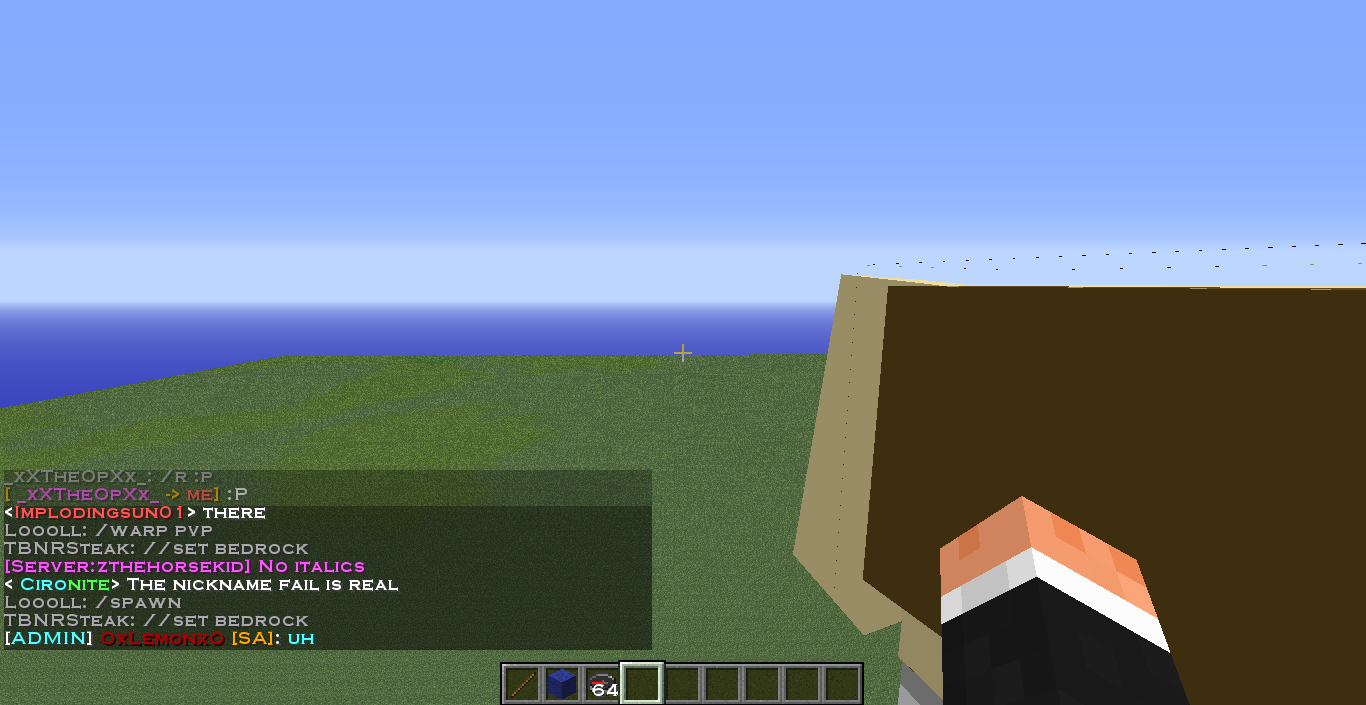 _xXTheOpXx_: /r :P
[ _xXTheOpXx_ -> me] :P
<Implodingsun01> there
Loooll: /warp pvp
TBNRSteak: //set bedrock
[Server:zthehorsekid] No italics
< Cironite> The nickname fail is real
Loooll: /spawn
TBNRSteak: //set bedrock
[ADMIN] 0xLemonx0 [SA]: uh
64